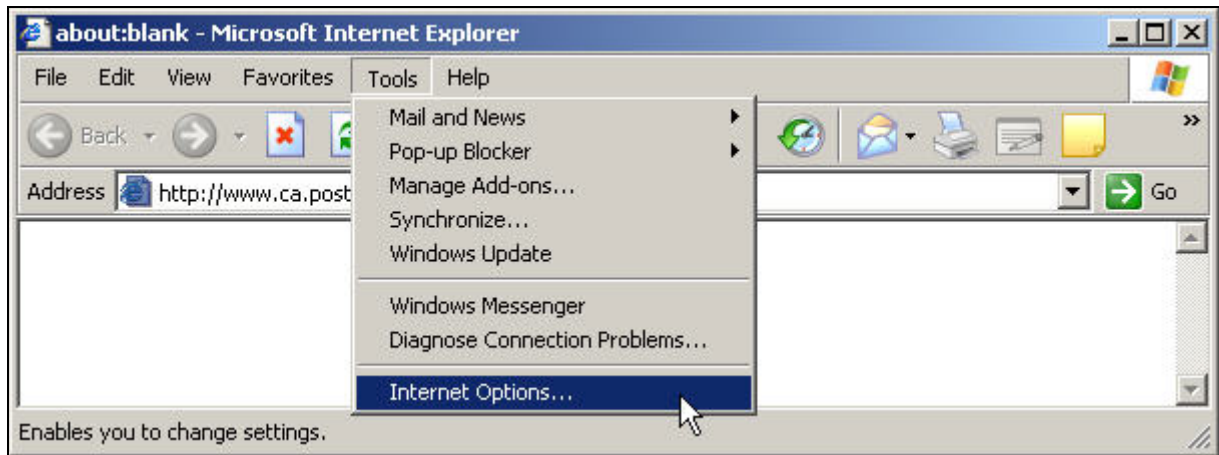 about:blank - Microsoft Internet Explorer
File Edit View Favorites Tools Help
Back
Address http://www.ca.post Go
Mail and News
Pop-up Blocker
Manage Add-ons...
Synchronize...
Windows Update
Windows Messenger
Diagnose Connection Problems...
Internet Options...
Enables you to change settings.